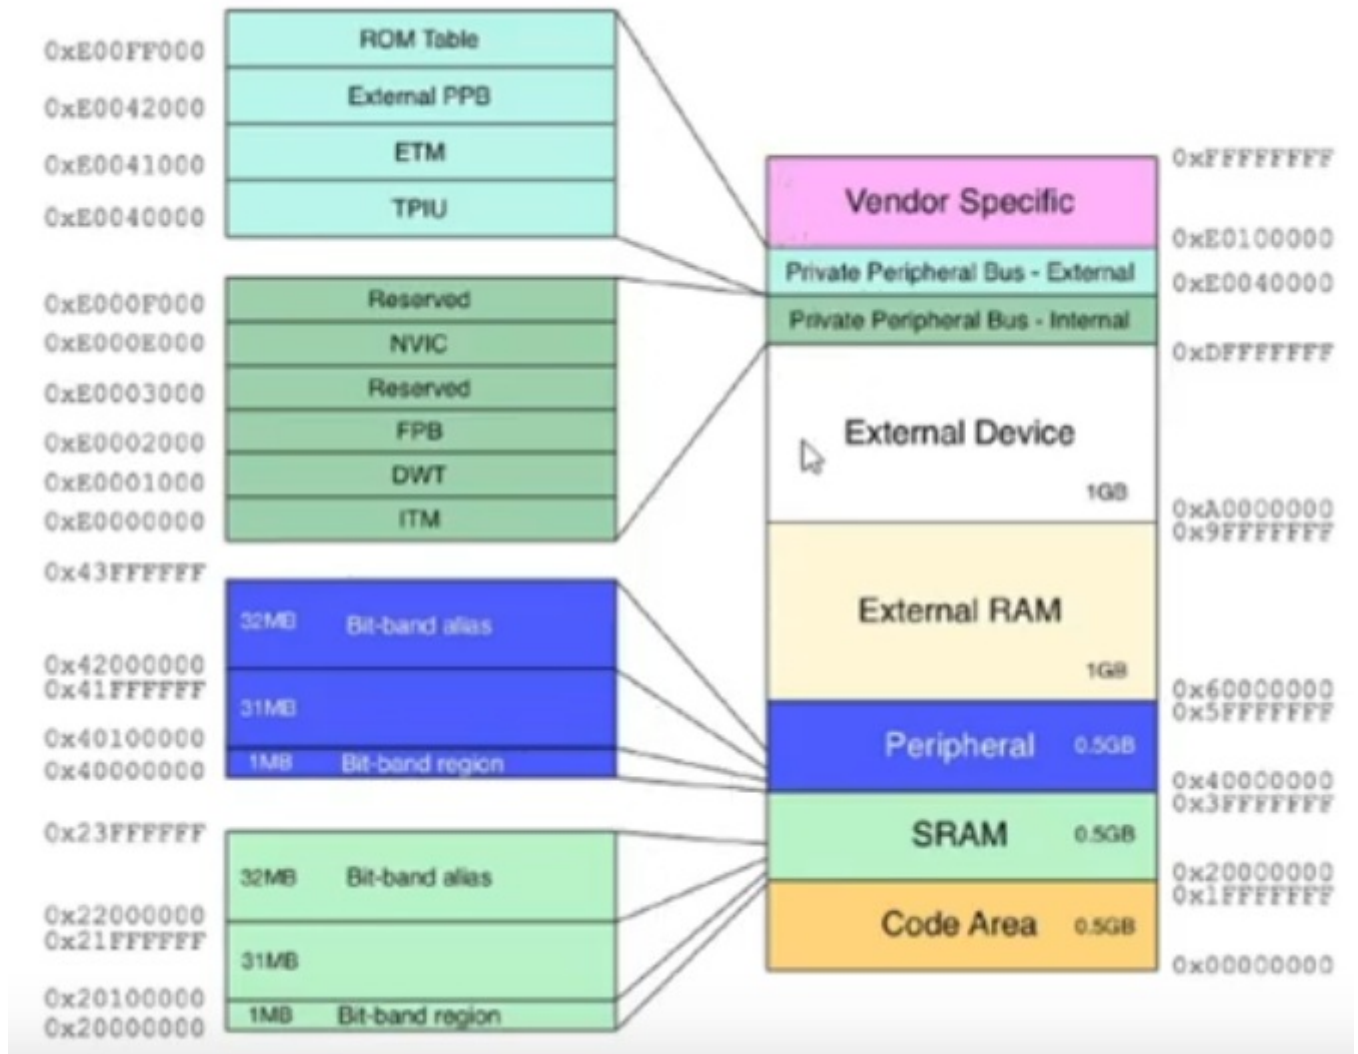 ROM Table
0xE00FF000
External PPB
0xE0042000
ETM
0xE0041000
TPIU
0xE0040000
Reserved
0xE000F000
NVIC
0xE000E000
Reserved
0xE0003000
FPB
0xE0002000
DWT
0xE0001000
ITM
0xE0000000
0x43FFFFFF
32MB Bit-band alias
0x42000000
0x41FFFFFF
31MB
0x40100000
1MB Bit-band region
0x40000000
0x23FFFFFF
32MB Bit-band alias
0x22000000
0x21FFFFFF
31MB
0x20100000
1MB Bit-band region
0x20000000
0xFFFFFFFF
Vendor Specific
0xE0100000
Private Peripheral Bus - External
0xE0040000
Private Peripheral Bus - Internal
0xDFFFFFFF
External Device
1GB
0xA0000000
0x9FFFFFFF
External RAM
1GB
0x60000000
0x5FFFFFFF
Peripheral 0.5GB
0x40000000
0x3FFFFFFF
SRAM 0.5GB
0x20000000
0x1FFFFFFF
Code Area 0.5GB
0x00000000